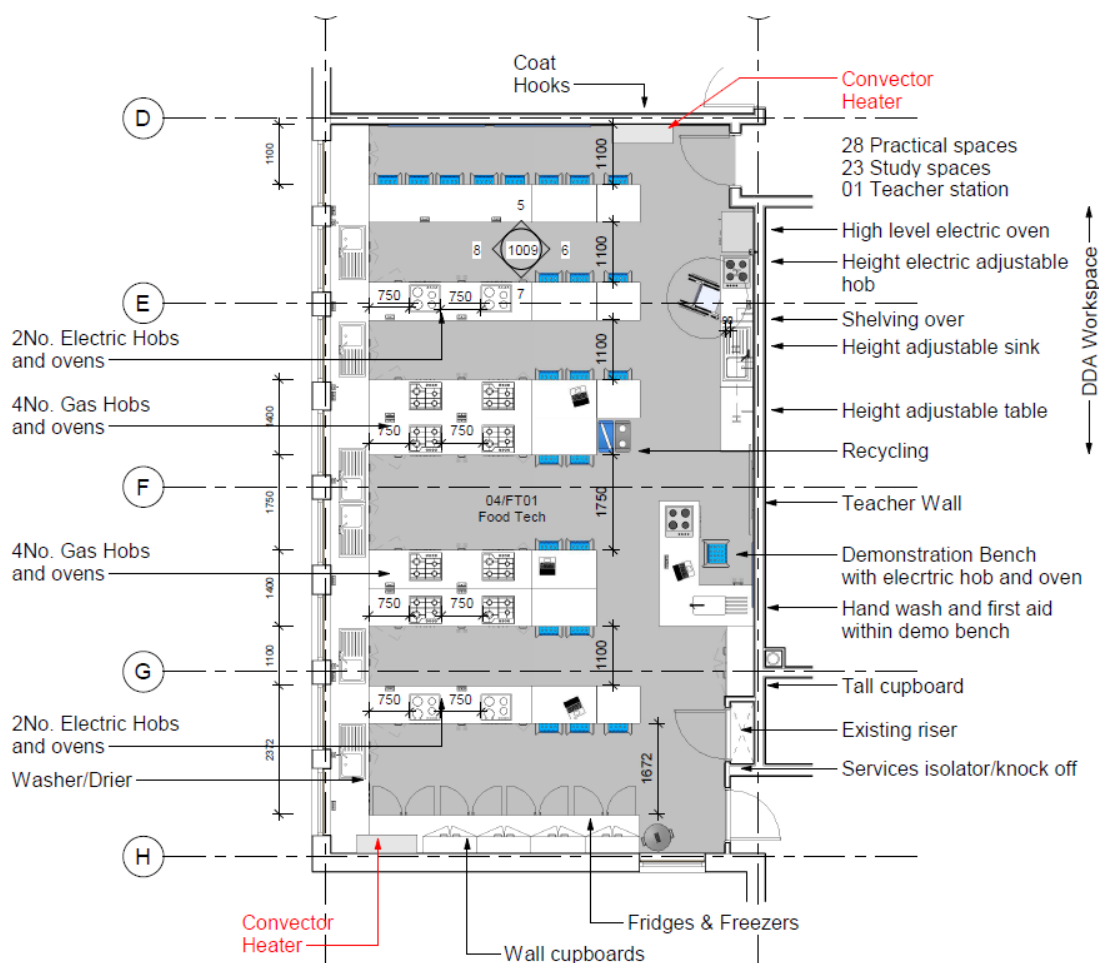 Coat
Hooks
Convector
Heater
D
1100
1100
28 Practical spaces
23 Study spaces
01 Teacher station
5
8
1009
6
7
1100
High level electric oven
Height electric adjustable
hob
Shelving over
Height adjustable sink
Height adjustable table
DDA Workspace
E
750
750
2No. Electric Hobs
and ovens
1100
4No. Gas Hobs
and ovens
1400
750
750
Recycling
F
1750
04/FT01
Food Tech
1750
Teacher Wall
4No. Gas Hobs
and ovens
1400
750
750
Demonstration Bench
with elecrtric hob and oven
Hand wash and first aid
within demo bench
G
1100
1100
Tall cupboard
750
750
2No. Electric Hobs
and ovens
2372
1672
Existing riser
Services isolator/knock off
Washer/Drier
H
Convector
Heater
Wall cupboards
Fridges & Freezers